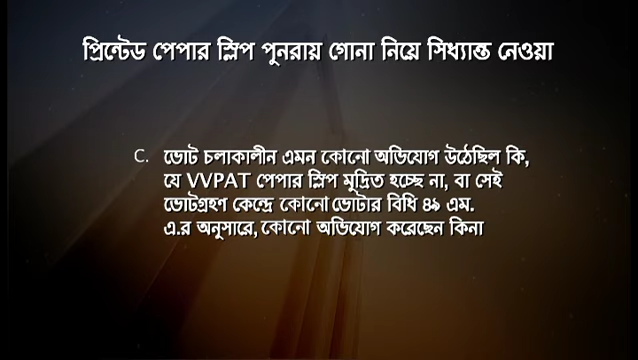 প্রিন্টেড পেপার স্লিপ পুনরায় গোনা নিয়ে সিধ্যান্ত নেওয়া
C. ভোট চলাকালীন এমন কোনো অভিযোগ উঠেছিল কি,
যে VVPAT পেপার স্লিপ মুদ্রিত হচ্ছে না, বা সেই
ভোটগ্রহণ কেন্দ্রে কোনো ভোটার বিধি ৪৯ এম.
এ.র অনুসারে, কোনো অভিযোগ করেছেন কিনা